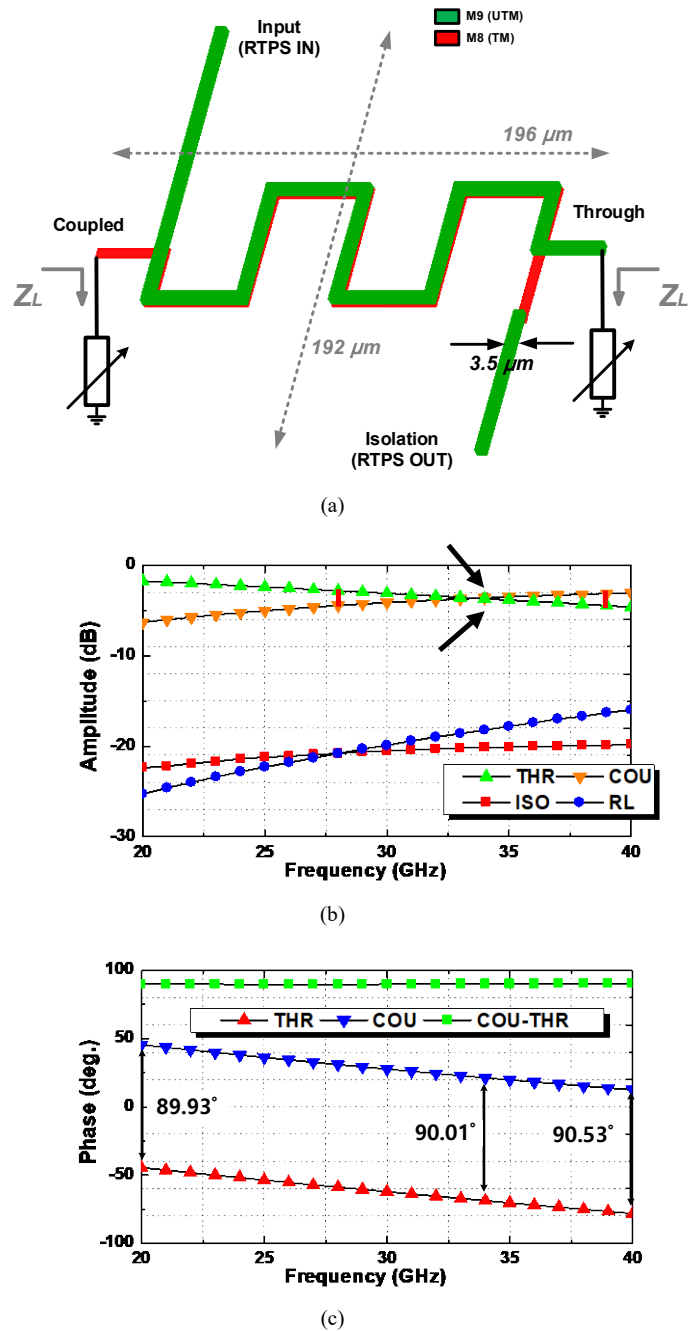 Input
(RTPS IN)
M9 (UTM)
M8 (TM)
196 μm
Coupled
Through
ZL
ZL
192 μm
3.5 μm
Isolation
(RTPS OUT)
(a)
0
-10
-20
-30
Amplitude (dB)
THR
COU
ISO
RL
20
25
30
35
40
Frequency (GHz)
(b)
100
50
0
-50
-100
Phase (deg.)
THR
COU
COU-THR
89.93°
90.01°
90.53°
20
25
30
35
40
Frequency (GHz)
(c)